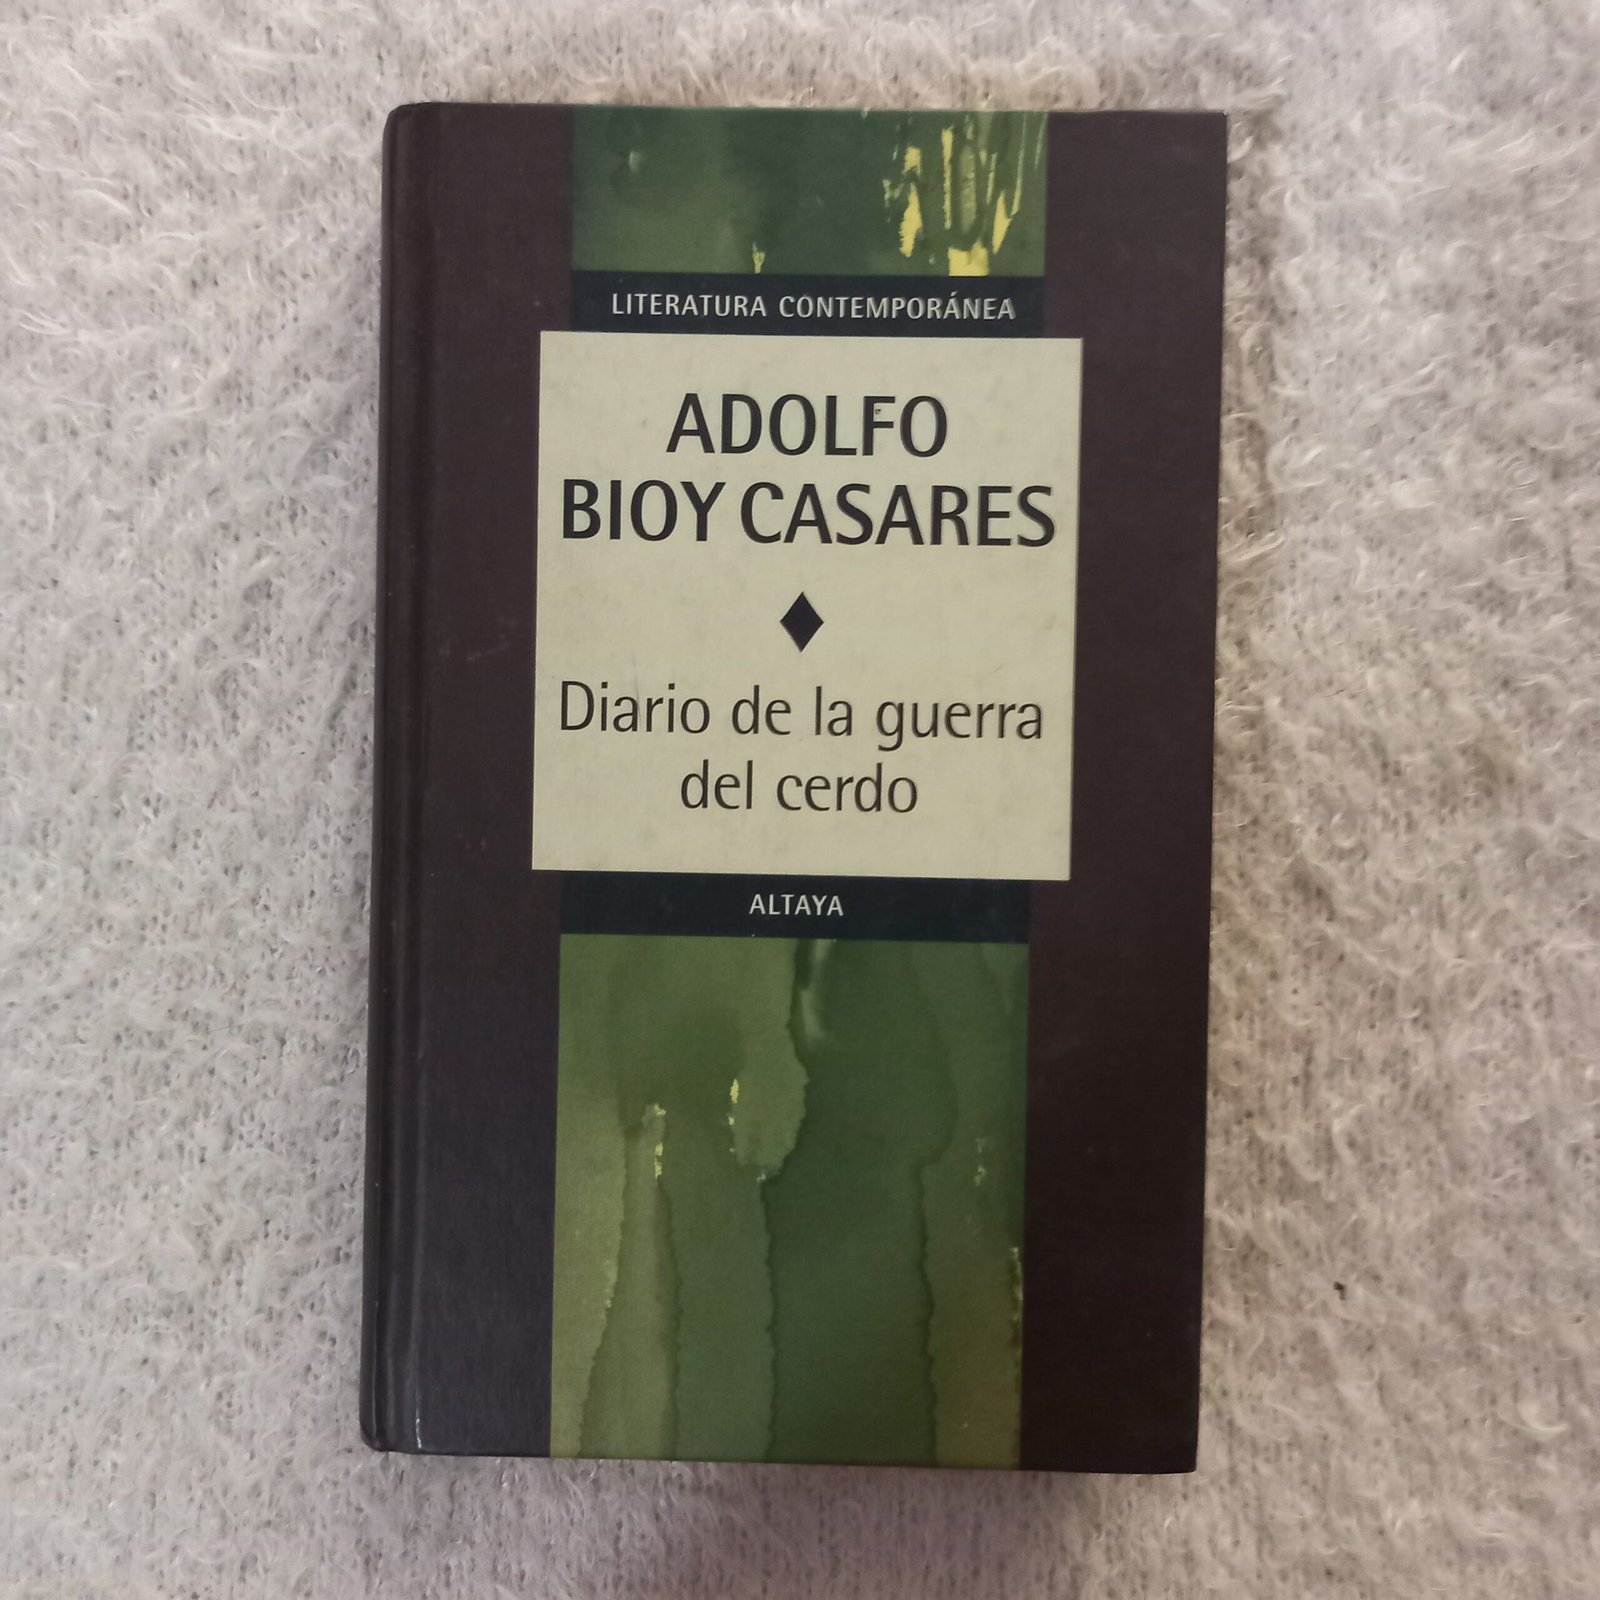 LITERATURA CONTEMPORÁNEA
ADOLFO
BIOY CASARES
Diario de la guerra
del cerdo
ALTAYA